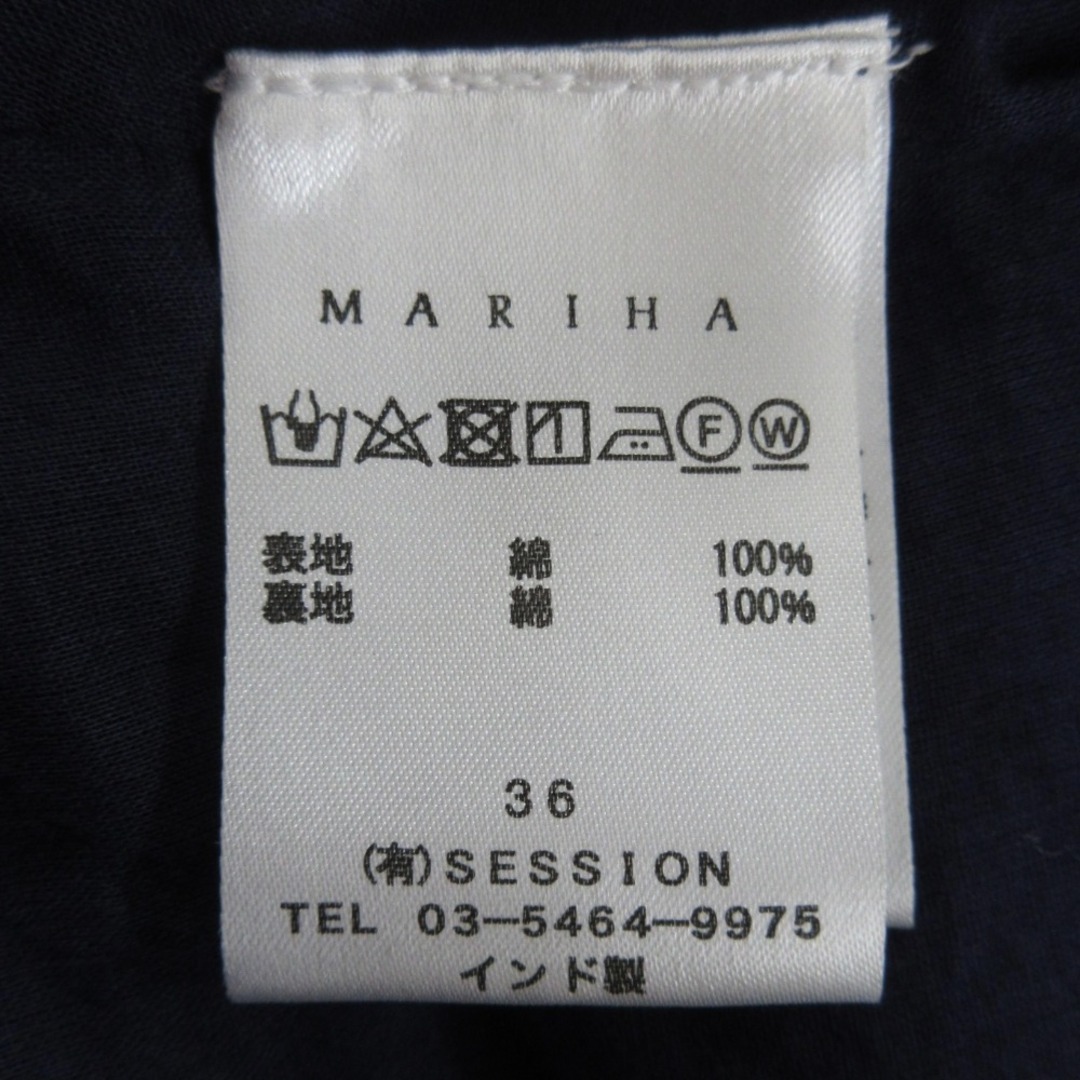 MARIHA
F W
表地 綿 100%
裏地 綿 100%
36
(有)SESSION
TEL 03―5464―9975
インド製